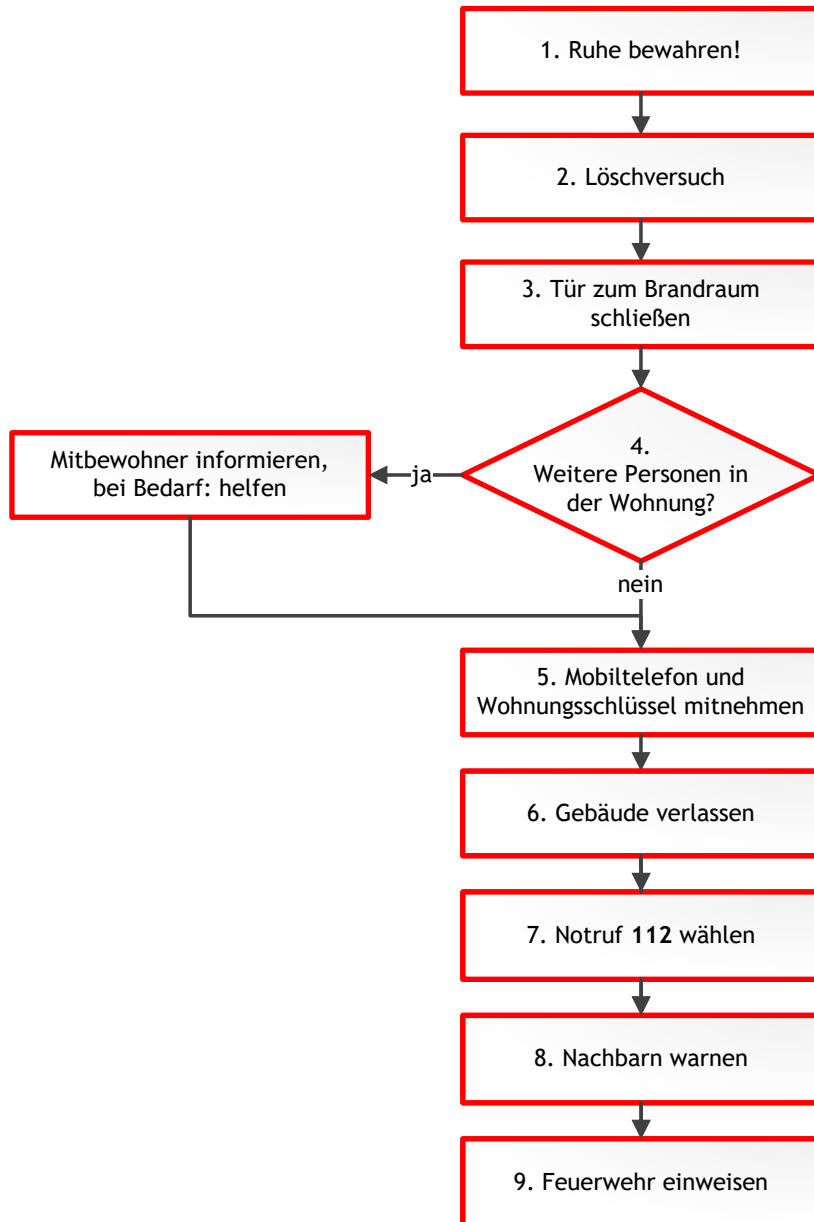 1. Ruhe bewahren!
2. Löschversuch
3. Tür zum Brandraum
schließen
4.
Weitere Personen in
der Wohnung?
ja
Mitbewohner informieren,
bei Bedarf: helfen
nein
5. Mobiltelefon und
Wohnungsschlüssel mitnehmen
6. Gebäude verlassen
7. Notruf 112 wählen
8. Nachbarn warnen
9. Feuerwehr einweisen